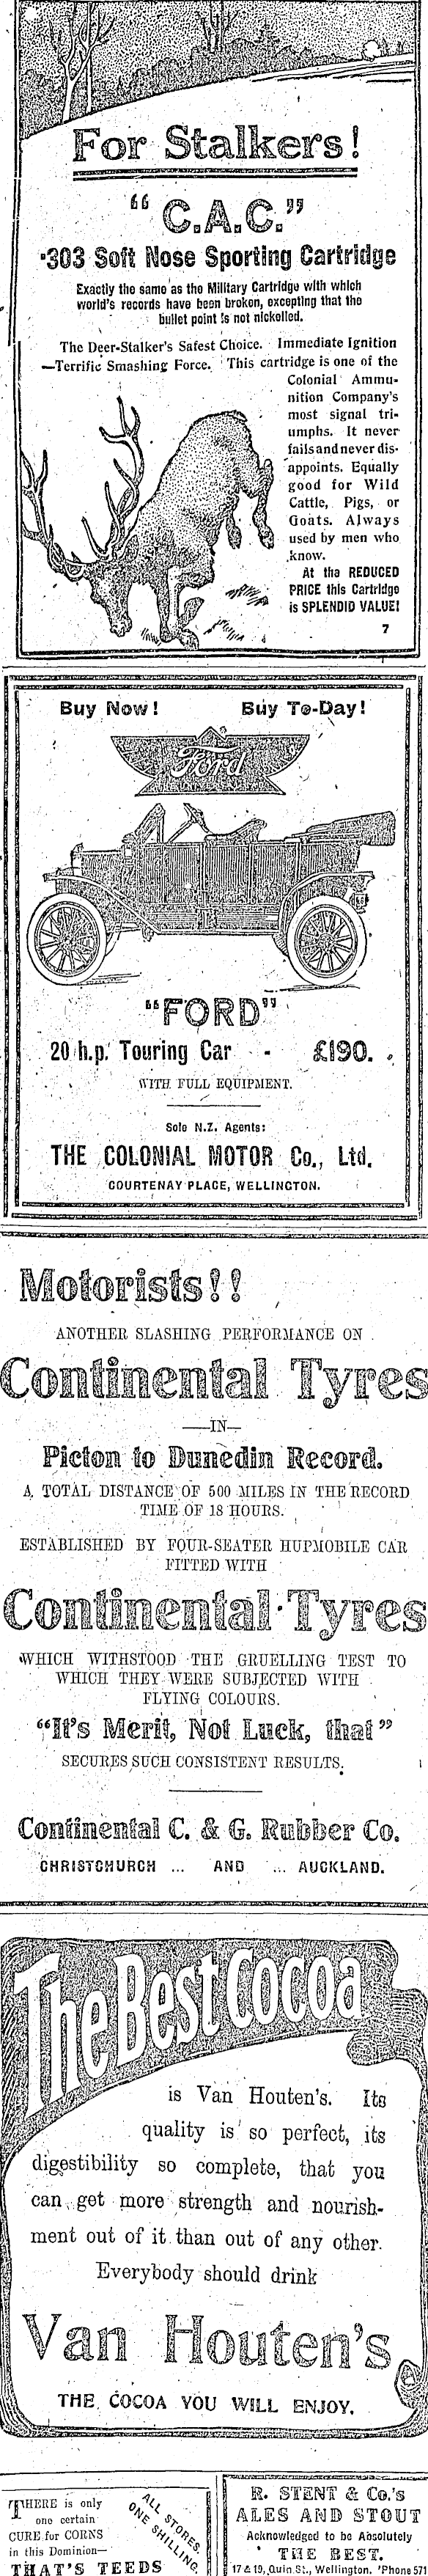 For Stalkers!
"C.A.C."
·303 Soft Nose Sporting Cartridge
Exactly the same as the Military Cartridge with which
world's records have been broken, excepting that the
bullet point is not nickelled.
The Deer-Stalker's Safest Choice. Immediate Ignition
—Terrific Smashing Force. This cartridge is one of the
Colonial Ammu-
nition Company's
most signal tri-
umphs. It never
fails and never dis-
appoints. Equally
good for Wild
Cattle, Pigs, or
Goats. Always
used by men who
know.
At the REDUCED
PRICE this Cartridge
is SPLENDID VALUE!
7
Buy Now! Buy To-Day!
Ford
"FORD"
20 h.p. Touring Car - £190.
WITH FULL EQUIPMENT.
Sole N.Z. Agents:
THE COLONIAL MOTOR Co., Ltd.
COURTENAY PLACE, WELLINGTON.
Motorists!!
ANOTHER SLASHING PERFORMANCE ON
Continental Tyres
—IN—
Picton to Dunedin Record.
A TOTAL DISTANCE OF 500 MILES IN THE RECORD
TIME OF 18 HOURS.
ESTABLISHED BY FOUR-SEATER HUPMOBILE CAR
FITTED WITH
Continental Tyres
WHICH WITHSTOOD THE GRUELLING TEST TO
WHICH THEY WERE SUBJECTED WITH
FLYING COLOURS.
"It's Merit, Not Luck, that"
SECURES SUCH CONSISTENT RESULTS.
Continental C. & G. Rubber Co.
CHRISTCHURCH ... AND ... AUCKLAND.
The Best Cocoa
is Van Houten's. Its
quality is so perfect, its
digestibility so complete, that you
can get more strength and nourish-
ment out of it than out of any other.
Everybody should drink
Van Houten's
THE COCOA YOU WILL ENJOY.
THERE is only
one certain
CURE for CORNS
in this Dominion—
THAT'S TEEDS
ALL STORES.
ONE SHILLING.
R. STENT & Co.'s
ALES AND STOUT
Acknowledged to be Absolutely
THE BEST.
17 & 19, Quin St., Wellington. 'Phone 571